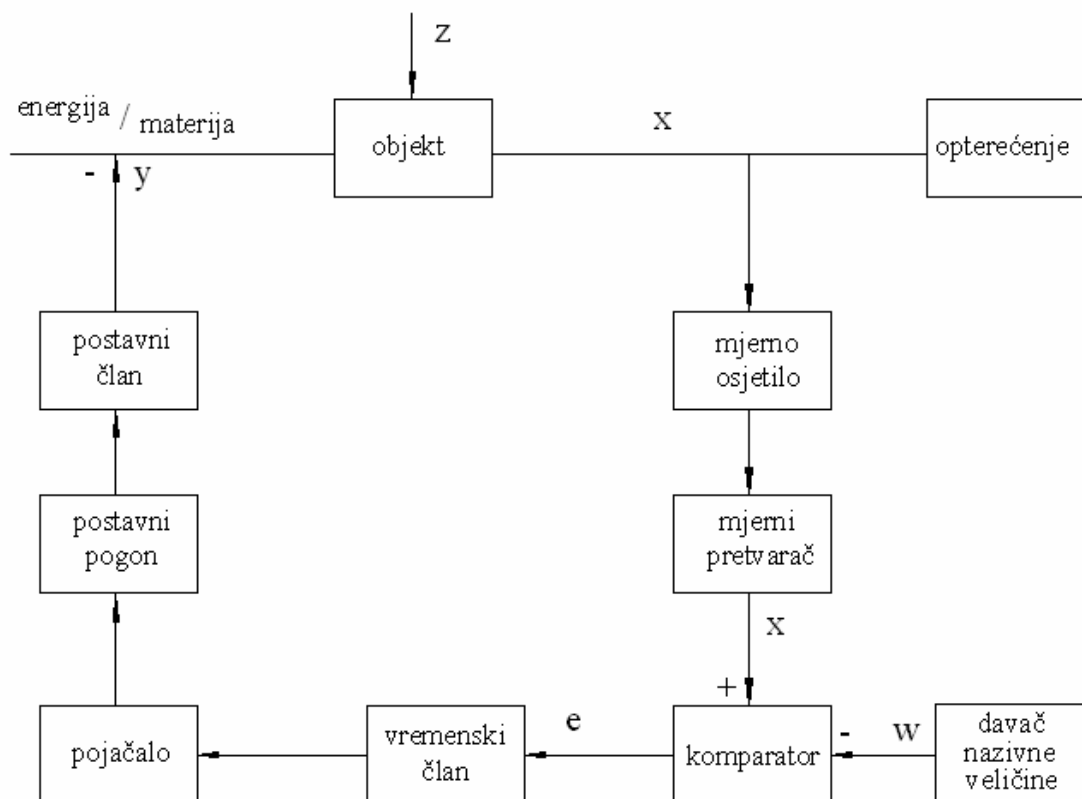 z
energija / materija
objekt
x
opterećenje
- y
postavni
član
mjerno
osjetilo
postavni
pogon
mjerni
pretvarač
x
+
pojačalo
vremenski
član
e
komparator
- w
davač
nazivne
veličine